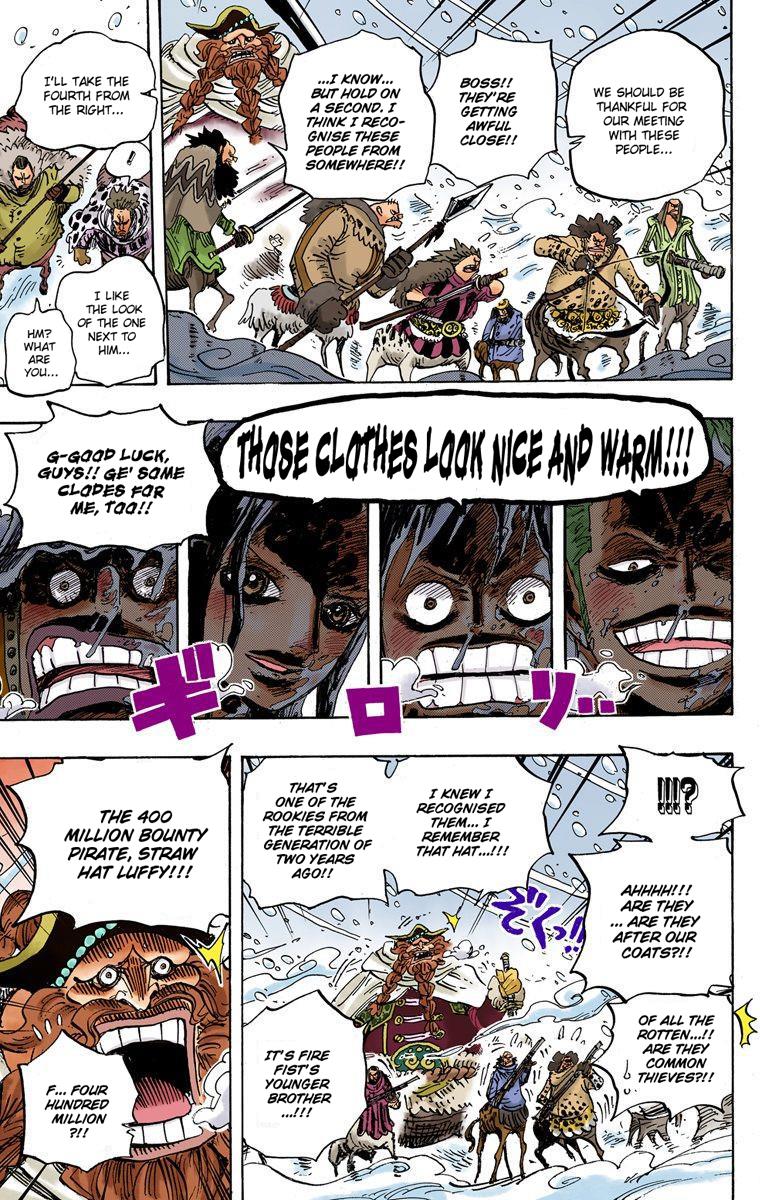 WE SHOULD BE
THANKFUL FOR
OUR MEETING
WITH THESE
PEOPLE...
BOSS!!
THEY'RE
GETTING
AWFUL
CLOSE!!
...I KNOW...
BUT HOLD ON
A SECOND. I
THINK I RECO-
GNISE THESE
PEOPLE FROM
SOMEWHERE!!
I'LL TAKE THE
FOURTH FROM
THE RIGHT...
!
I LIKE
THE LOOK
OF THE ONE
NEXT TO
HIM...
HM?
WHAT
ARE
YOU...
THOSE CLOTHES LOOK NICE AND WARM!!!
G-GOOD LUCK,
GUYS!! GE' SOME
CLODES FOR
ME, TOO!!
ギロリ..
!!!?
AHHHH!!!
ARE THEY
... ARE THEY
AFTER OUR
COATS?!!
OF ALL THE
ROTTEN...!!
ARE THEY
COMMON
THIEVES?!!
I KNEW I
RECOGNISED
THEM... I
REMEMBER
THAT HAT...!!!
THAT'S
ONE OF THE
ROOKIES FROM
THE TERRIBLE
GENERATION OF
TWO YEARS
AGO!!
ぞくっ!!
IT'S FIRE
FIST'S
YOUNGER
BROTHER
...!!!
THE 400
MILLION BOUNTY
PIRATE, STRAW
HAT LUFFY!!!
F... FOUR
HUNDRED
MILLION
?!!